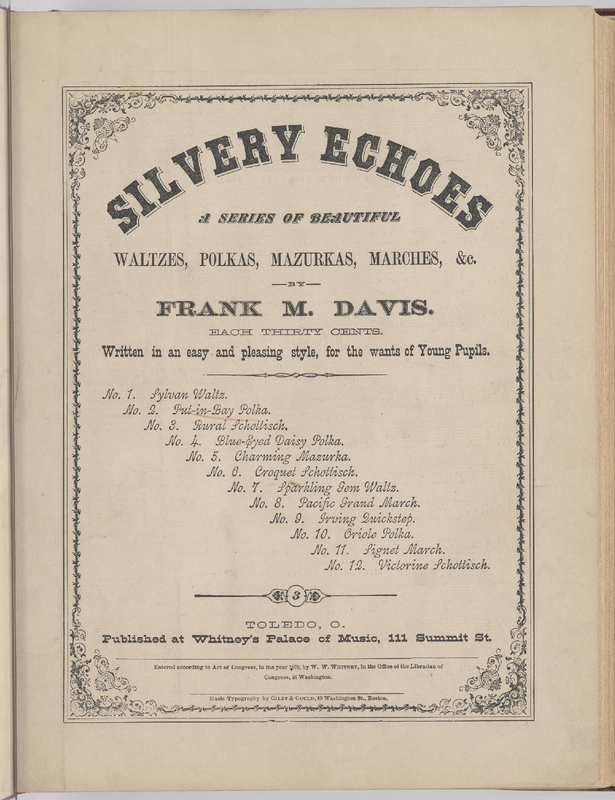 SILVERY ECHOES
A SERIES OF BEAUTIFUL
WALTZES, POLKAS, MAZURKAS, MARCHES, &c.
BY
FRANK M. DAVIS.
EACH THIRTY CENTS.
Written in an easy and pleasing style, for the wants of Young Pupils.
No. 1. Sylvan Waltz.
No. 2. Put-in-Bay Polka.
No. 3. Rural Schottisch.
No. 4. Blue-Eyed Daisy Polka.
No. 5. Charming Mazurka.
No. 6. Croquet Schottisch.
No. 7. Sparkling Gem Waltz.
No. 8. Pacific Grand March.
No. 9. Irving Quickstep.
No. 10. Oriole Polka.
No. 11. Signet March.
No. 12. Victorine Schottisch.
3
TOLEDO, O.
Published at Whitney's Palace of Music, 111 Summit St.
Entered according to Act of Congress, in the year 1870, by W. W. WHITNEY, in the Office of the Librarian of
Congress, at Washington.
Music Typography by GILES & GOULD, 69 Washington St., Boston.